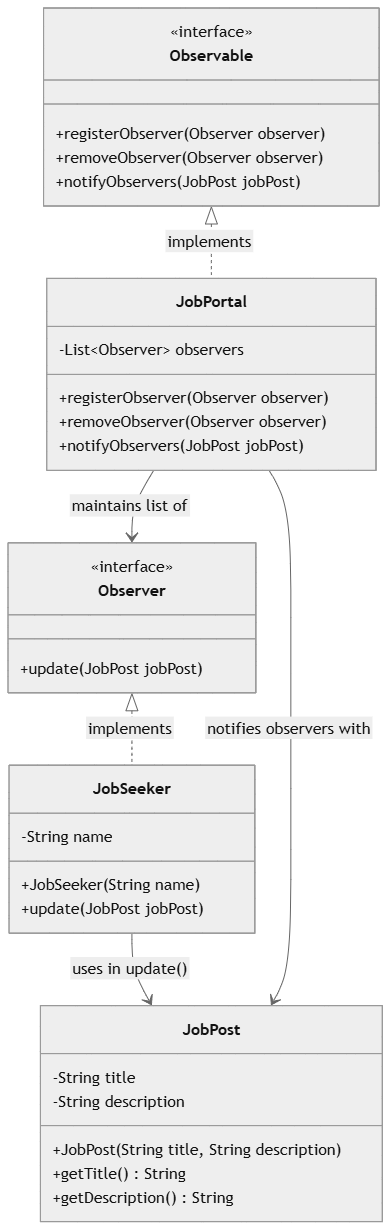 «interface»
Observable
+registerObserver(Observer observer)
+removeObserver(Observer observer)
+notifyObservers(JobPost jobPost)
implements
JobPortal
-List<Observer> observers
+registerObserver(Observer observer)
+removeObserver(Observer observer)
+notifyObservers(JobPost jobPost)
maintains list of
«interface»
Observer
+update(JobPost jobPost)
implements
notifies observers with
JobSeeker
-String name
+JobSeeker(String name)
+update(JobPost jobPost)
uses in update()
JobPost
-String title
-String description
+JobPost(String title, String description)
+getTitle() : String
+getDescription() : String